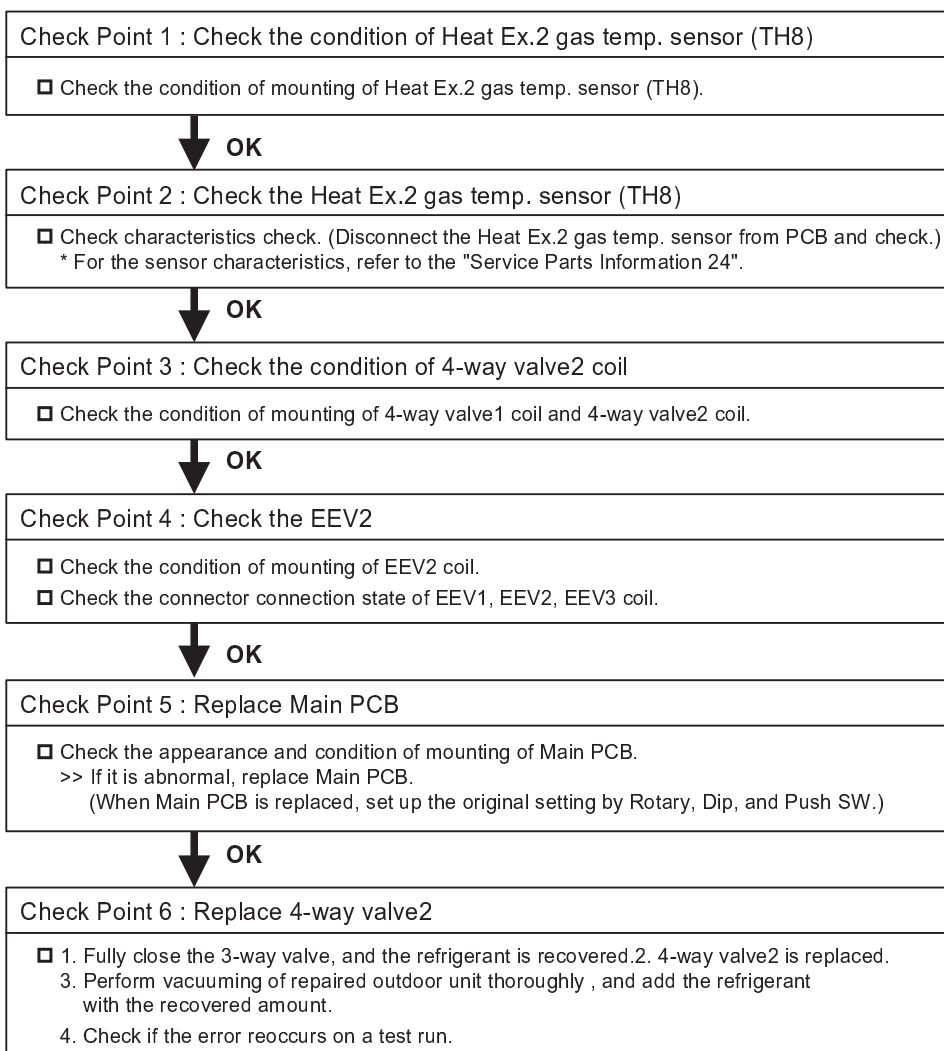 Check Point 1 : Check the condition of Heat Ex.2 gas temp. sensor (TH8)
Check the condition of mounting of Heat Ex.2 gas temp. sensor (TH8).
OK
Check Point 2 : Check the Heat Ex.2 gas temp. sensor (TH8)
Check characteristics check. (Disconnect the Heat Ex.2 gas temp. sensor from PCB and check.)
* For the sensor characteristics, refer to the "Service Parts Information 24".
OK
Check Point 3 : Check the condition of 4-way valve2 coil
Check the condition of mounting of 4-way valve1 coil and 4-way valve2 coil.
OK
Check Point 4 : Check the EEV2
Check the condition of mounting of EEV2 coil.
Check the connector connection state of EEV1, EEV2, EEV3 coil.
OK
Check Point 5 : Replace Main PCB
Check the appearance and condition of mounting of Main PCB.
>> If it is abnormal, replace Main PCB.
(When Main PCB is replaced, set up the original setting by Rotary, Dip, and Push SW.)
OK
Check Point 6 : Replace 4-way valve2
1. Fully close the 3-way valve, and the refrigerant is recovered.2. 4-way valve2 is replaced.
3. Perform vacuuming of repaired outdoor unit thoroughly , and add the refrigerant
with the recovered amount.
4. Check if the error reoccurs on a test run.